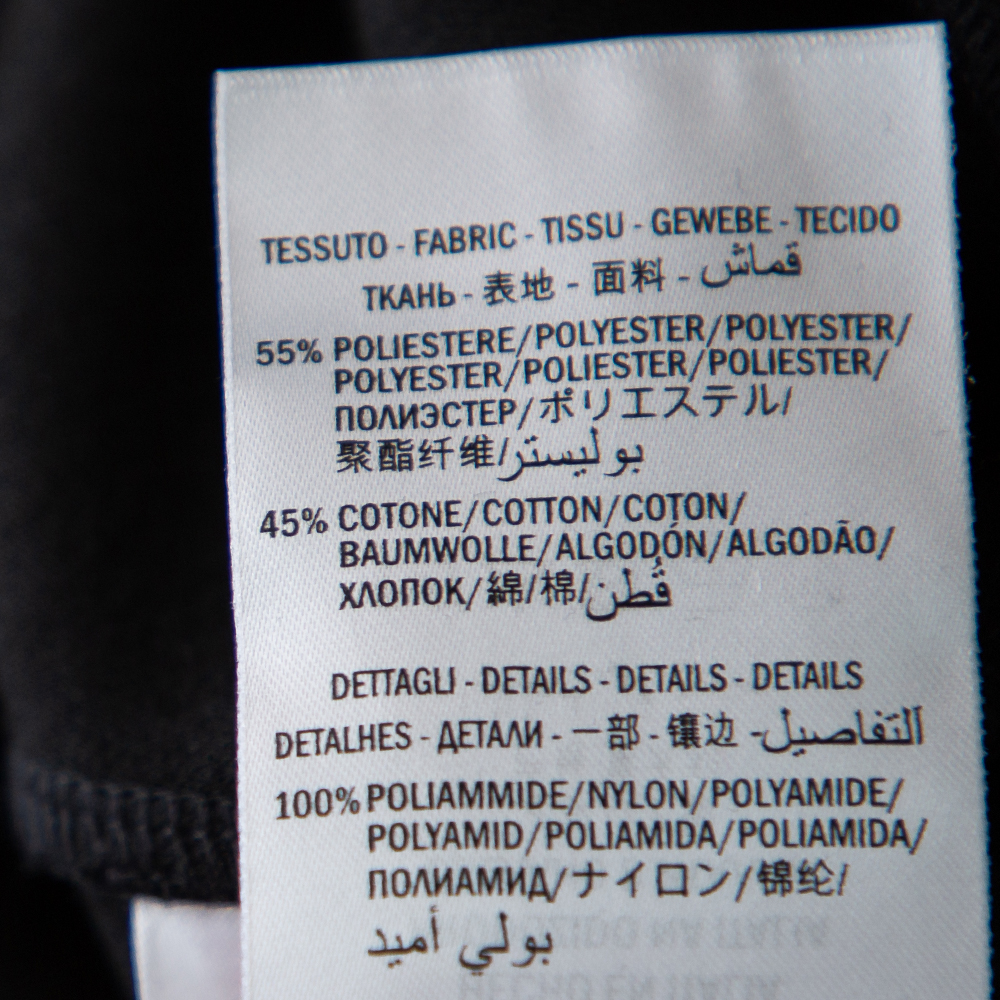 TESSUTO - FABRIC - TISSU - GEWEBE - TECIDO
ТКАНЬ - 表地 - 面料 - قماش
55% POLIESTERE/POLYESTER/POLYESTER/
POLYESTER/POLIESTER/POLIESTER/
ПОЛИЭСТЕР/ポリエステル/
聚酯纤维/بوليستر
45% COTONE/COTTON/COTON/
BAUMWOLLE/ALGODÓN/ALGODÃO/
ХЛОПОК/綿/棉/قُطن
DETTAGLI - DETAILS - DETAILS - DETAILS
DETALHES - ДЕТАЛИ - 一部 - 镶边 - التفاصيل
100% POLIAMMIDE/NYLON/POLYAMIDE/
POLYAMID/POLIAMIDA/POLIAMIDA/
ПОЛИАМИД/ナイロン/锦纶/
بولي أميد